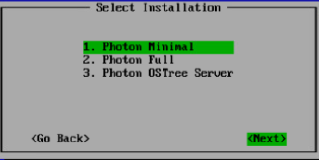 Select Installation
1. Photon Minimal
2. Photon Full
3. Photon OSTree Server
<Go Back> <Next>